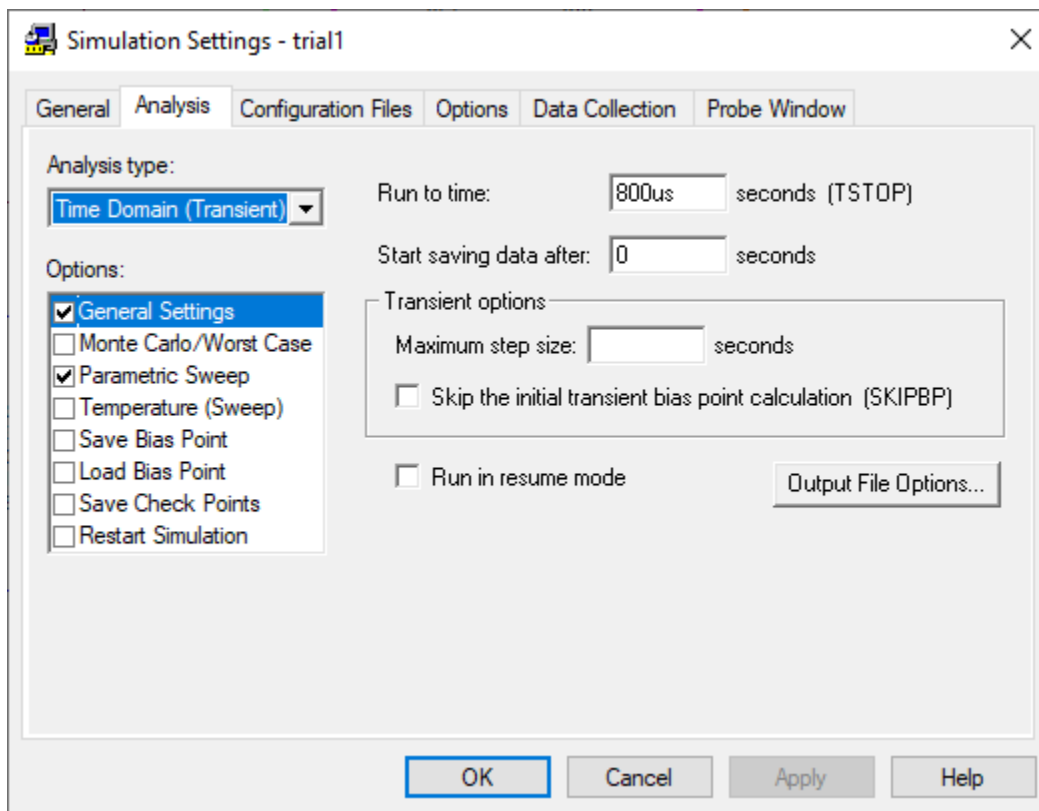 Simulation Settings - trial1
General Analysis Configuration Files Options Data Collection Probe Window
Analysis type:
Time Domain (Transient)
Options:
General Settings
Monte Carlo/Worst Case
Parametric Sweep
Temperature (Sweep)
Save Bias Point
Load Bias Point
Save Check Points
Restart Simulation
Run to time: 800us seconds (TSTOP)
Start saving data after: 0 seconds
Transient options
Maximum step size: seconds
Skip the initial transient bias point calculation (SKIPBP)
Run in resume mode
Output File Options...
OK Cancel Apply Help